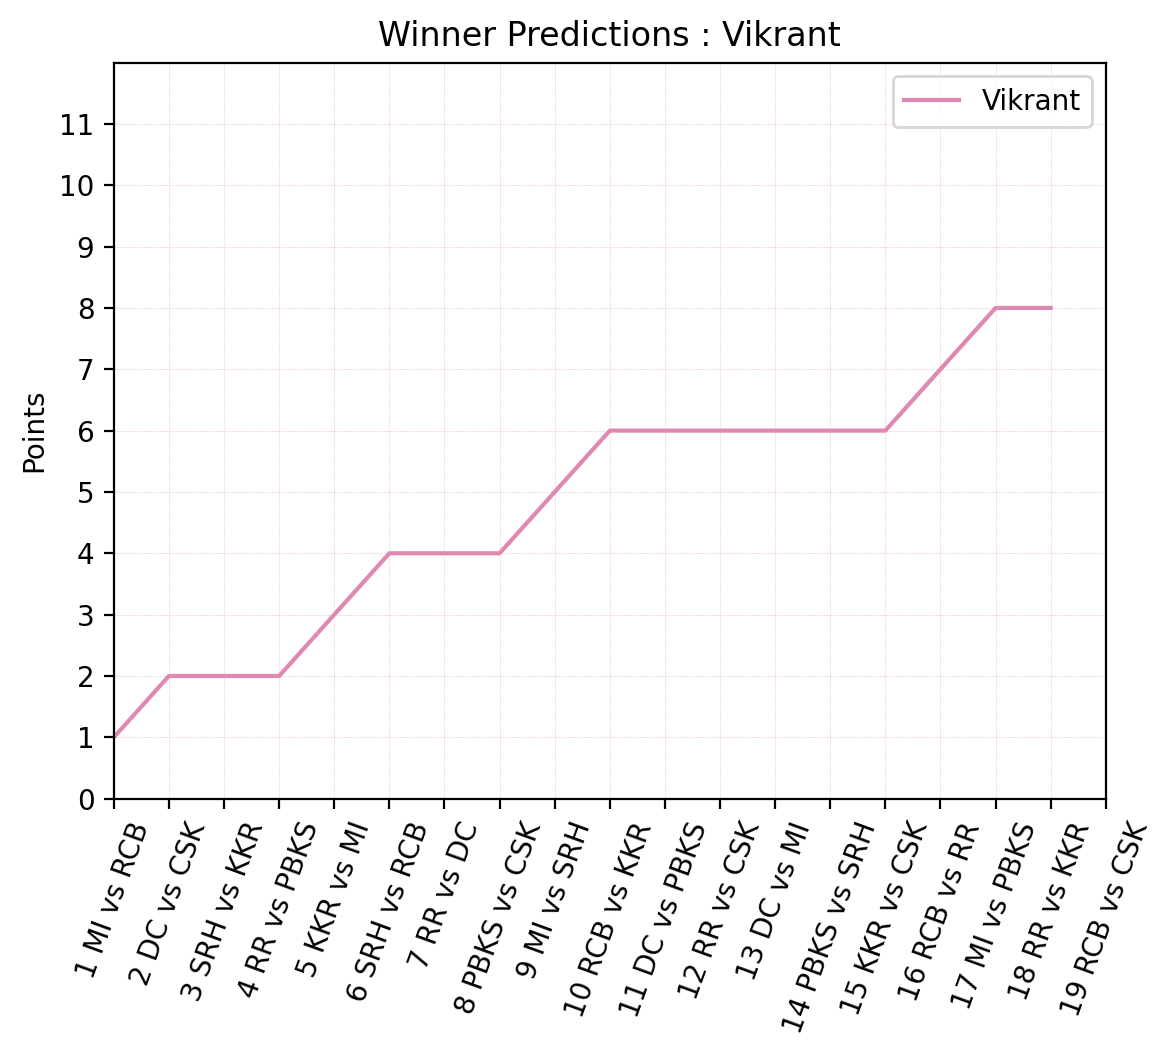 Winner Predictions : Vikrant
Vikrant
Points
11
10
9
8
7
6
5
4
3
2
1
0
1 MI vs RCB
2 DC vs CSK
3 SRH vs KKR
4 RR vs PBKS
5 KKR vs MI
6 SRH vs RCB
7 RR vs DC
8 PBKS vs CSK
9 MI vs SRH
10 RCB vs KKR
11 DC vs PBKS
12 RR vs CSK
13 DC vs MI
14 PBKS vs SRH
15 KKR vs CSK
16 RCB vs RR
17 MI vs PBKS
18 RR vs KKR
19 RCB vs CSK